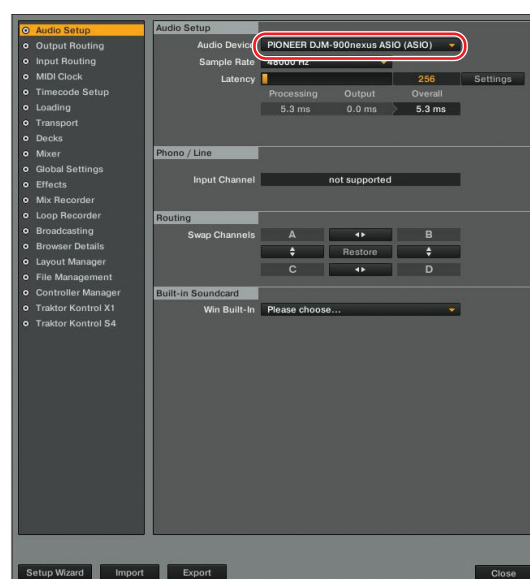 Audio Setup
Output Routing
Input Routing
MIDI Clock
Timecode Setup
Loading
Transport
Decks
Mixer
Global Settings
Effects
Mix Recorder
Loop Recorder
Broadcasting
Browser Details
Layout Manager
File Management
Controller Manager
Traktor Kontrol X1
Traktor Kontrol S4
Audio Setup
Audio Device PIONEER DJM-900nexus ASIO (ASIO)
Sample Rate 48000 Hz
Latency 256 Settings
Processing Output Overall
5.3 ms 0.0 ms 5.3 ms
Phono / Line
Input Channel not supported
Routing
Swap Channels A B
Restore
C D
Built-in Soundcard
Win Built-In Please choose...
Setup Wizard Import Export Close